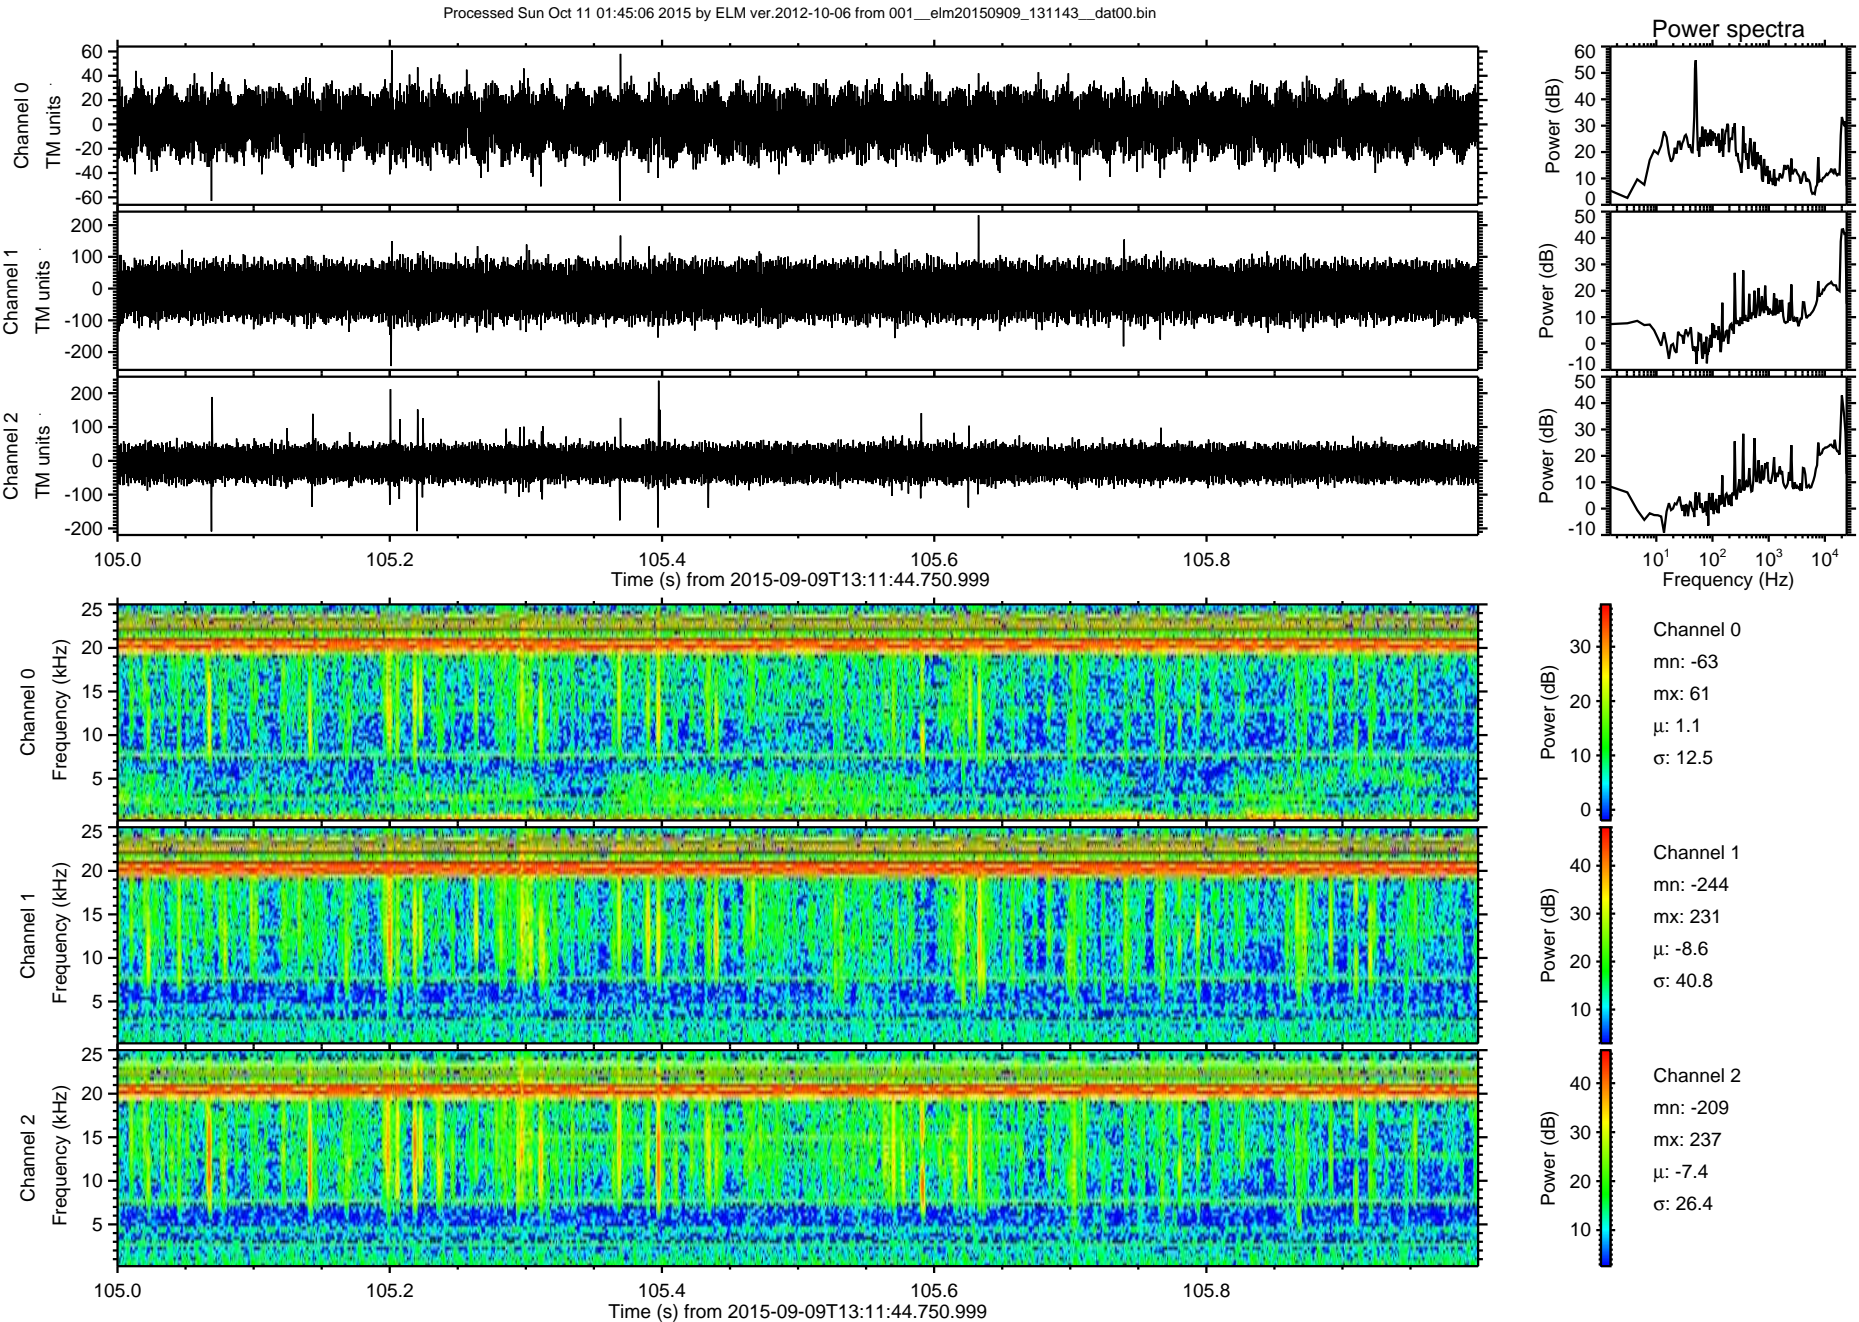 Processed Sun Oct 11 01:45:06 2015 by ELM ver.2012-10-06 from 001__elm20150909_131143__dat00.bin
Power spectra
Channel 0
TM units
60
40
20
0
-20
-40
-60
Power (dB)
60
50
40
30
20
10
0
Channel 1
TM units
200
100
0
-100
-200
Power (dB)
50
40
30
20
10
0
-10
Channel 2
TM units
200
100
0
-100
-200
Power (dB)
50
40
30
20
10
0
-10
105.0 105.2 105.4 105.6 105.8
Time (s) from 2015-09-09T13:11:44.750.999
10¹ 10² 10³ 10⁴
Frequency (Hz)
Channel 0
Frequency (kHz)
25
20
15
10
5
Power (dB)
30
20
10
0
Channel 0
mn: -63
mx: 61
μ: 1.1
σ: 12.5
Channel 1
Frequency (kHz)
25
20
15
10
5
Power (dB)
40
30
20
10
Channel 1
mn: -244
mx: 231
μ: -8.6
σ: 40.8
Channel 2
Frequency (kHz)
25
20
15
10
5
Power (dB)
40
30
20
10
Channel 2
mn: -209
mx: 237
μ: -7.4
σ: 26.4
105.0 105.2 105.4 105.6 105.8
Time (s) from 2015-09-09T13:11:44.750.999